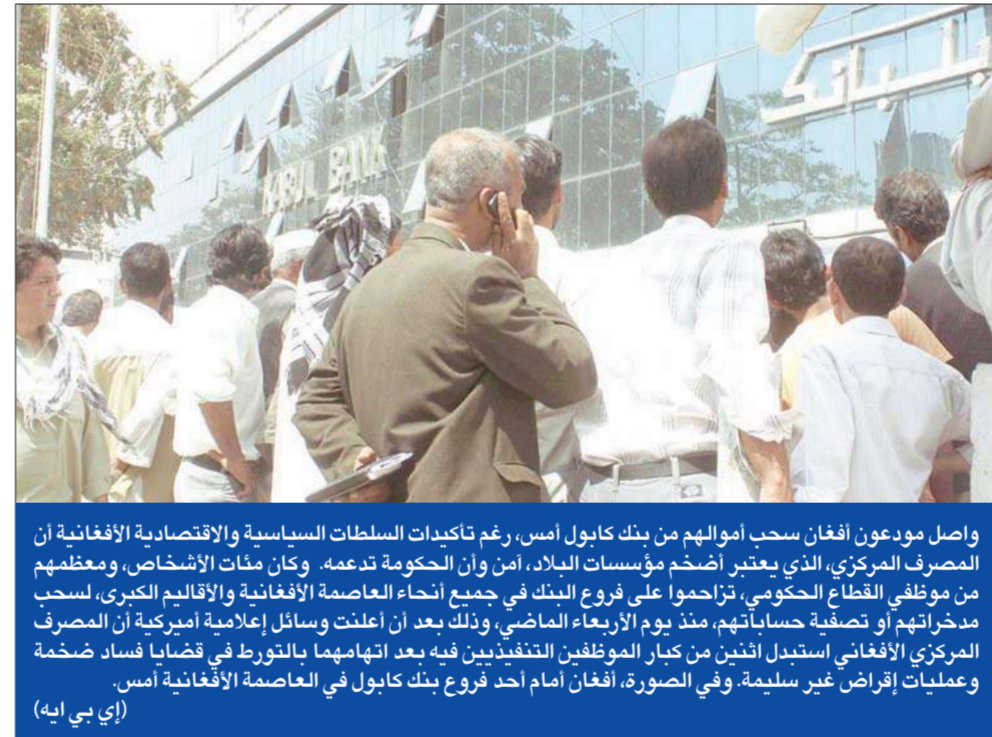 KABUL BANK
واصل مودعون أفغان سحب أموالهم من بنك كابول أمس، رغم تأكيدات السلطات السياسية والاقتصادية الأفغانية أن
المصرف المركزي، الذي يعتبر أضخم مؤسسات البلاد، آمن وأن الحكومة تدعمه. وكان مئات الأشخاص، ومعظمهم
من موظفي القطاع الحكومي، تزاحموا على فروع البنك في جميع أنحاء العاصمة الأفغانية والأقاليم الكبرى، لسحب
مدخراتهم أو تصفية حساباتهم، منذ يوم الأربعاء الماضي، وذلك بعد أن أعلنت وسائل إعلامية أميركية أن المصرف
المركزي الأفغاني استبدل اثنين من كبار الموظفين التنفيذيين فيه بعد اتهامهما بالتورط في قضايا فساد ضخمة
وعمليات إقراض غير سليمة. وفي الصورة، أفغان أمام أحد فروع بنك كابول في العاصمة الأفغانية أمس.
(إي بي ايه)